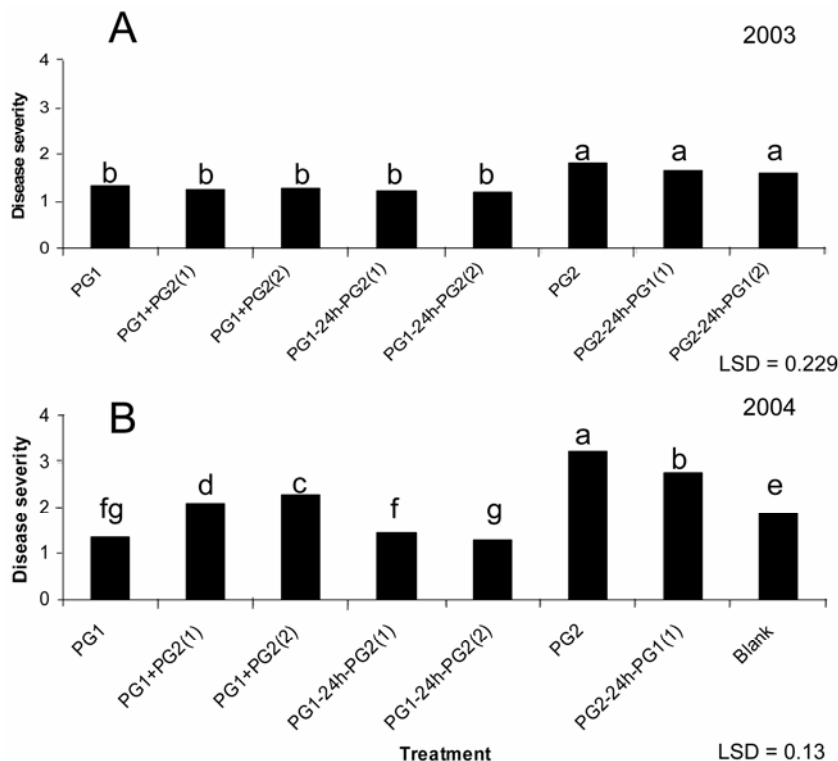 A
2003
4
3
2
1
0
Disease severity
b b b b b a a a
PG1
PG1+PG2(1)
PG1+PG2(2)
PG1-24h-PG2(1)
PG1-24h-PG2(2)
PG2
PG2-24h-PG1(1)
PG2-24h-PG1(2)
LSD = 0.229
B
2004
4
3
2
1
0
Disease severity
fg d c f g a b e
PG1
PG1+PG2(1)
PG1+PG2(2)
PG1-24h-PG2(1)
PG1-24h-PG2(2)
PG2
PG2-24h-PG1(1)
Blank
Treatment
LSD = 0.13